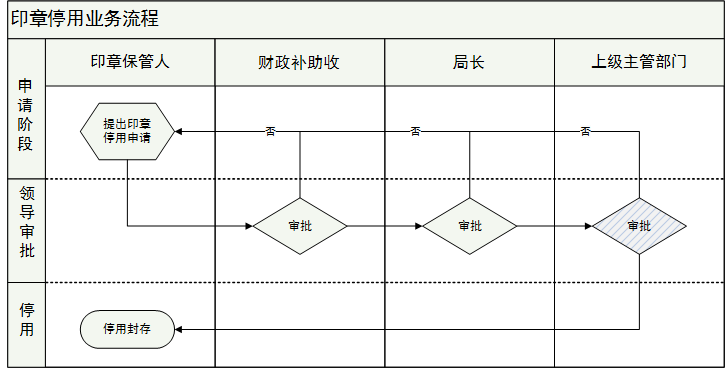 印章停用业务流程
印章保管人
财政补助收
局长
上级主管部门
申请阶段
提出印章
停用申请
否
否
否
领导审批
审批
审批
审批
停用
停用封存